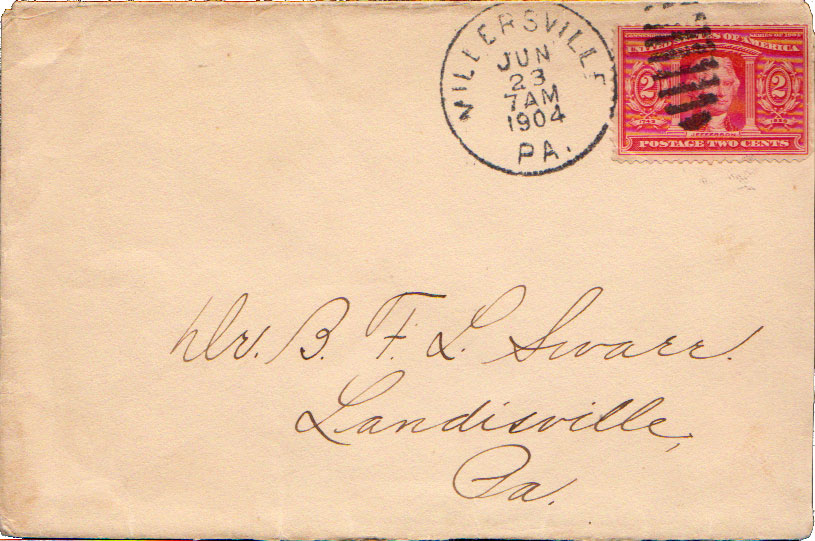 MILLERSVILLE
JUN
23
7AM
1904
PA.
UNITED STATES OF AMERICA
2 2
JEFFERSON
POSTAGE TWO CENTS
Mr. B. F. L. Swarr.
Landisville,
Pa.